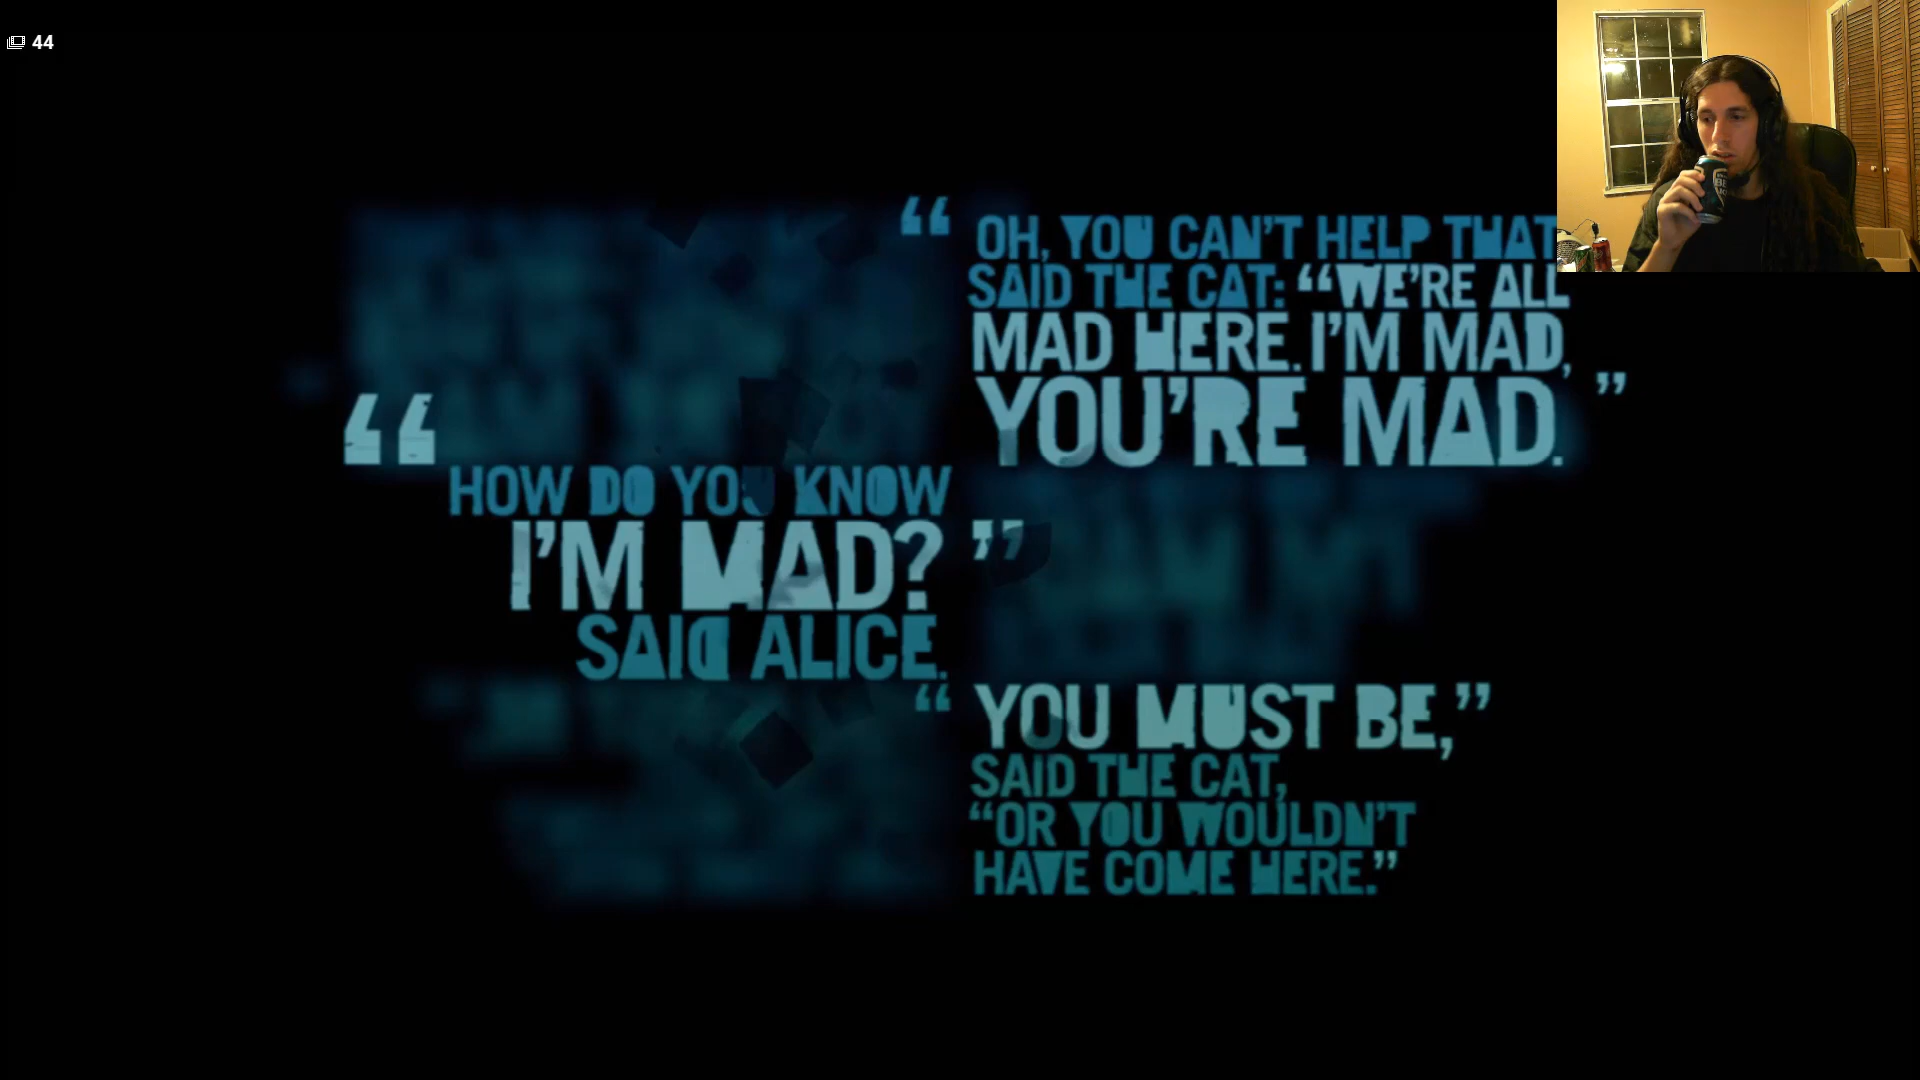 44
“ OH, YOU CAN’T HELP THAT
SAID THE CAT: “WE’RE ALL
MAD HERE. I’M MAD,
YOU’RE MAD. ”
“
HOW DO YOU KNOW
I’M MAD? ”
SAID ALICE.
“ YOU MUST BE,”
SAID THE CAT,
“OR YOU WOULDN’T
HAVE COME HERE.”